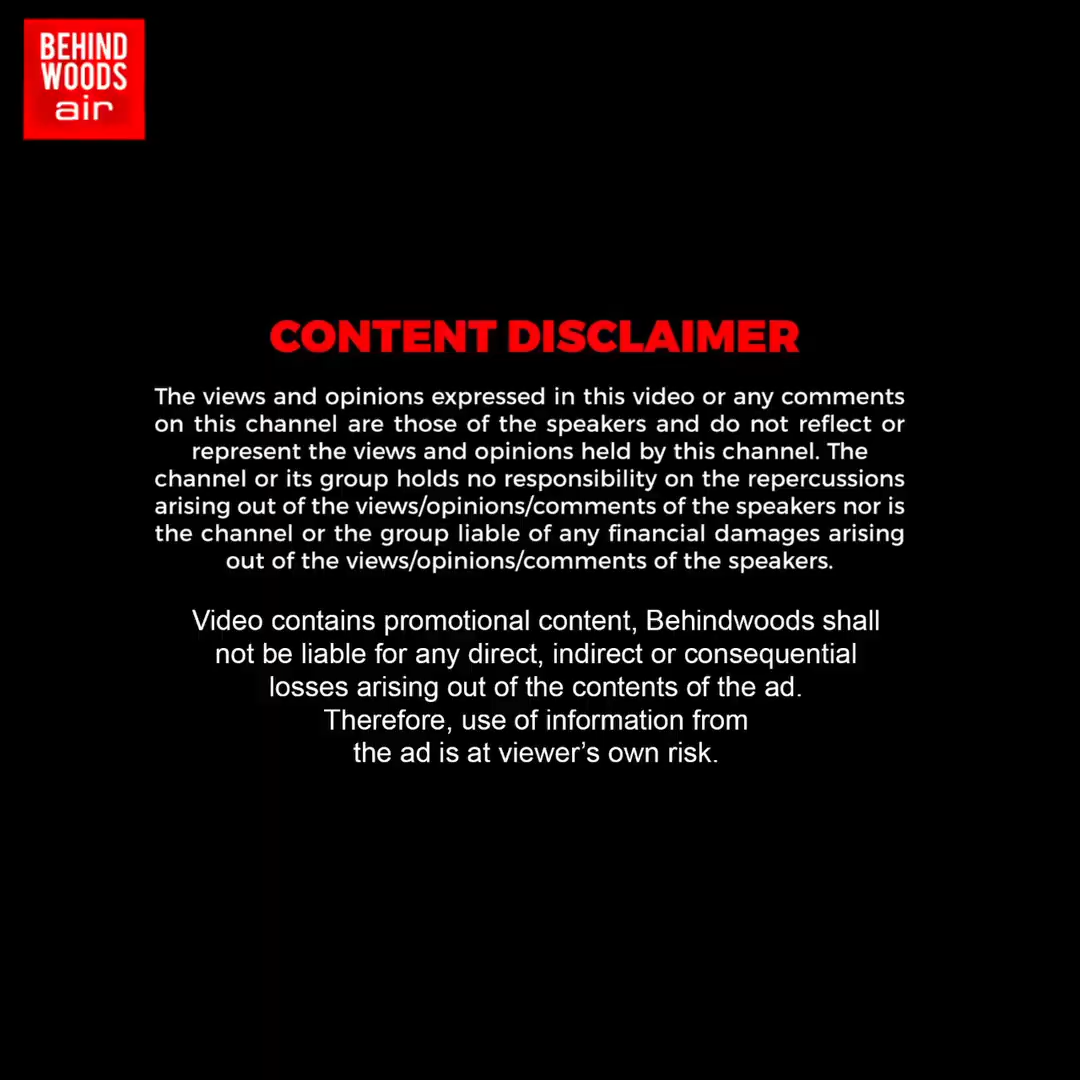 BEHIND
WOODS
air
CONTENT DISCLAIMER
The views and opinions expressed in this video or any comments
on this channel are those of the speakers and do not reflect or
represent the views and opinions held by this channel. The
channel or its group holds no responsibility on the repercussions
arising out of the views/opinions/comments of the speakers nor is
the channel or the group liable of any financial damages arising
out of the views/opinions/comments of the speakers.
Video contains promotional content, Behindwoods shall
not be liable for any direct, indirect or consequential
losses arising out of the contents of the ad.
Therefore, use of information from
the ad is at viewer’s own risk.